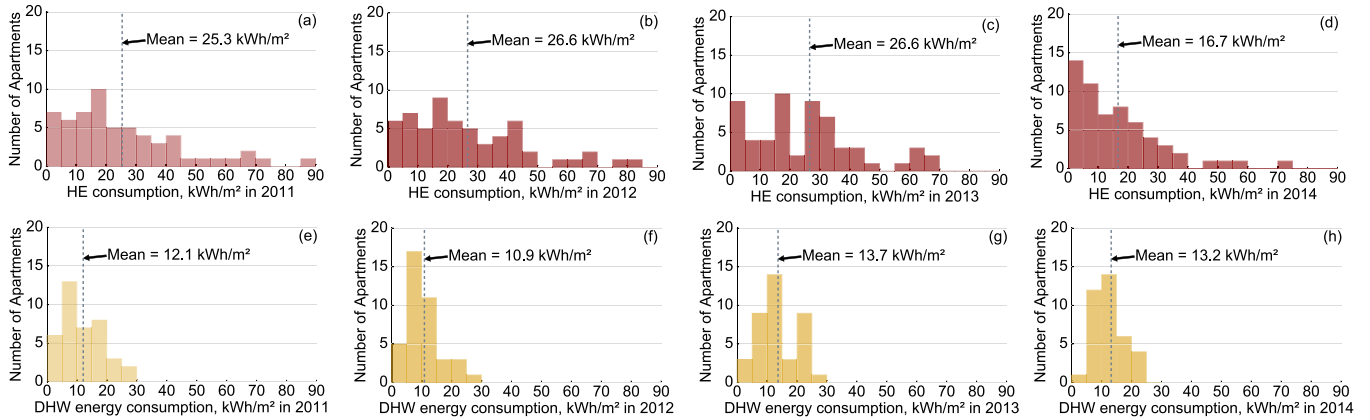 (a)
Mean = 25.3 kWh/m²
Number of Apartments
20
15
10
5
0
0 10 20 30 40 50 60 70 80 90
HE consumption, kWh/m² in 2011
(b)
Mean = 26.6 kWh/m²
Number of Apartments
20
15
10
5
0
0 10 20 30 40 50 60 70 80 90
HE consumption, kWh/m² in 2012
(c)
Mean = 26.6 kWh/m²
Number of Apartments
20
15
10
5
0
0 10 20 30 40 50 60 70 80 90
HE consumption, kWh/m² in 2013
(d)
Mean = 16.7 kWh/m²
Number of Apartments
20
15
10
5
0
0 10 20 30 40 50 60 70 80 90
HE consumption, kWh/m² in 2014
(e)
Mean = 12.1 kWh/m²
Number of Apartments
20
15
10
5
0
0 10 20 30 40 50 60 70 80 90
DHW energy consumption, kWh/m² in 2011
(f)
Mean = 10.9 kWh/m²
Number of Apartments
20
15
10
5
0
0 10 20 30 40 50 60 70 80 90
DHW energy consumption, kWh/m² in 2012
(g)
Mean = 13.7 kWh/m²
Number of Apartments
20
15
10
5
0
0 10 20 30 40 50 60 70 80 90
DHW energy consumption, kWh/m² in 2013
(h)
Mean = 13.2 kWh/m²
Number of Apartments
20
15
10
5
0
0 10 20 30 40 50 60 70 80 90
DHW energy consumption, kWh/m² in 2014